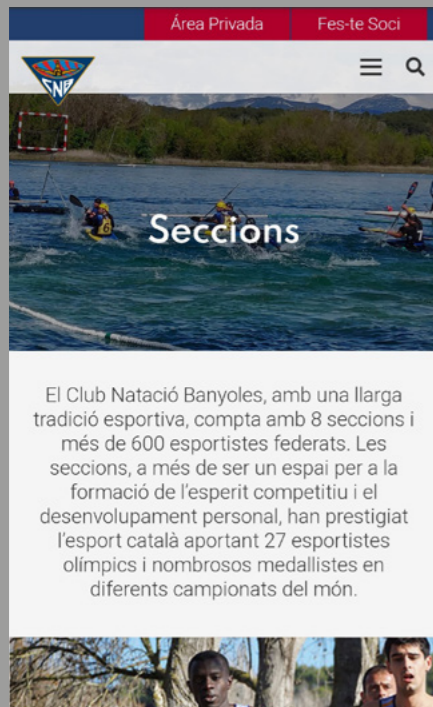 Área Privada
Fes-te Soci
CNB
Seccions
6
El Club Natació Banyoles, amb una llarga
tradició esportiva, compta amb 8 seccions i
més de 600 esportistes federats. Les
seccions, a més de ser un espai per a la
formació de l'esperit competitiu i el
desenvolupament personal, han prestigiat
l'esport català aportant 27 esportistes
olímpics i nombrosos medallistes en
diferents campionats del món.